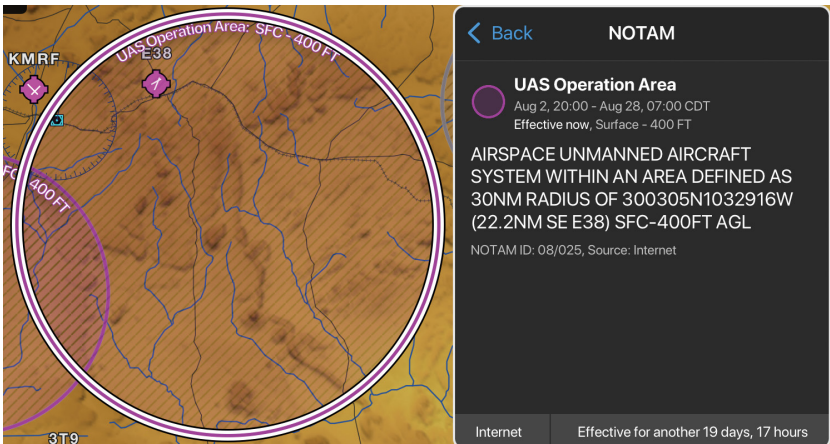 UAS Operation Area: SFC - 400 FT
KMRF
E38
SFC - 400 FT
3T9
Back
NOTAM
UAS Operation Area
Aug 2, 20:00 - Aug 28, 07:00 CDT
Effective now, Surface - 400 FT
AIRSPACE UNMANNED AIRCRAFT
SYSTEM WITHIN AN AREA DEFINED AS
30NM RADIUS OF 300305N1032916W
(22.2NM SE E38) SFC-400FT AGL
NOTAM ID: 08/025, Source: Internet
Internet
Effective for another 19 days, 17 hours